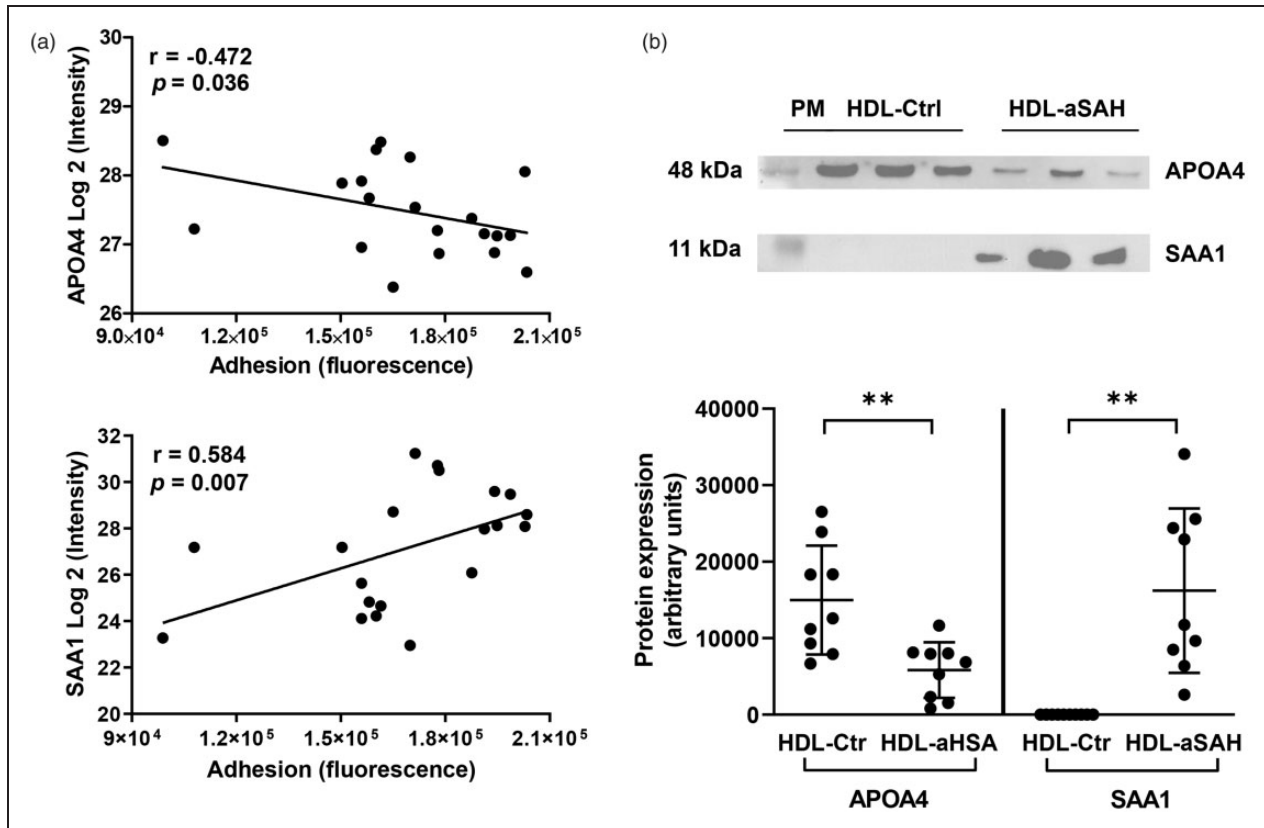 (a)
r = -0.472
p = 0.036
APOA4 Log 2 (Intensity)
30
29
28
27
26
9.0×10⁴ 1.2×10⁵ 1.5×10⁵ 1.8×10⁵ 2.1×10⁵
Adhesion (fluorescence)
r = 0.584
p = 0.007
SAA1 Log 2 (Intensity)
32
30
28
26
24
22
20
9×10⁴ 1.2×10⁵ 1.5×10⁵ 1.8×10⁵ 2.1×10⁵
Adhesion (fluorescence)
(b)
PM HDL-Ctrl HDL-aSAH
48 kDa APOA4
11 kDa SAA1
Protein expression
(arbitrary units)
40000
30000
20000
10000
0
** **
HDL-Ctr HDL-aHSA HDL-Ctr HDL-aSAH
APOA4 SAA1